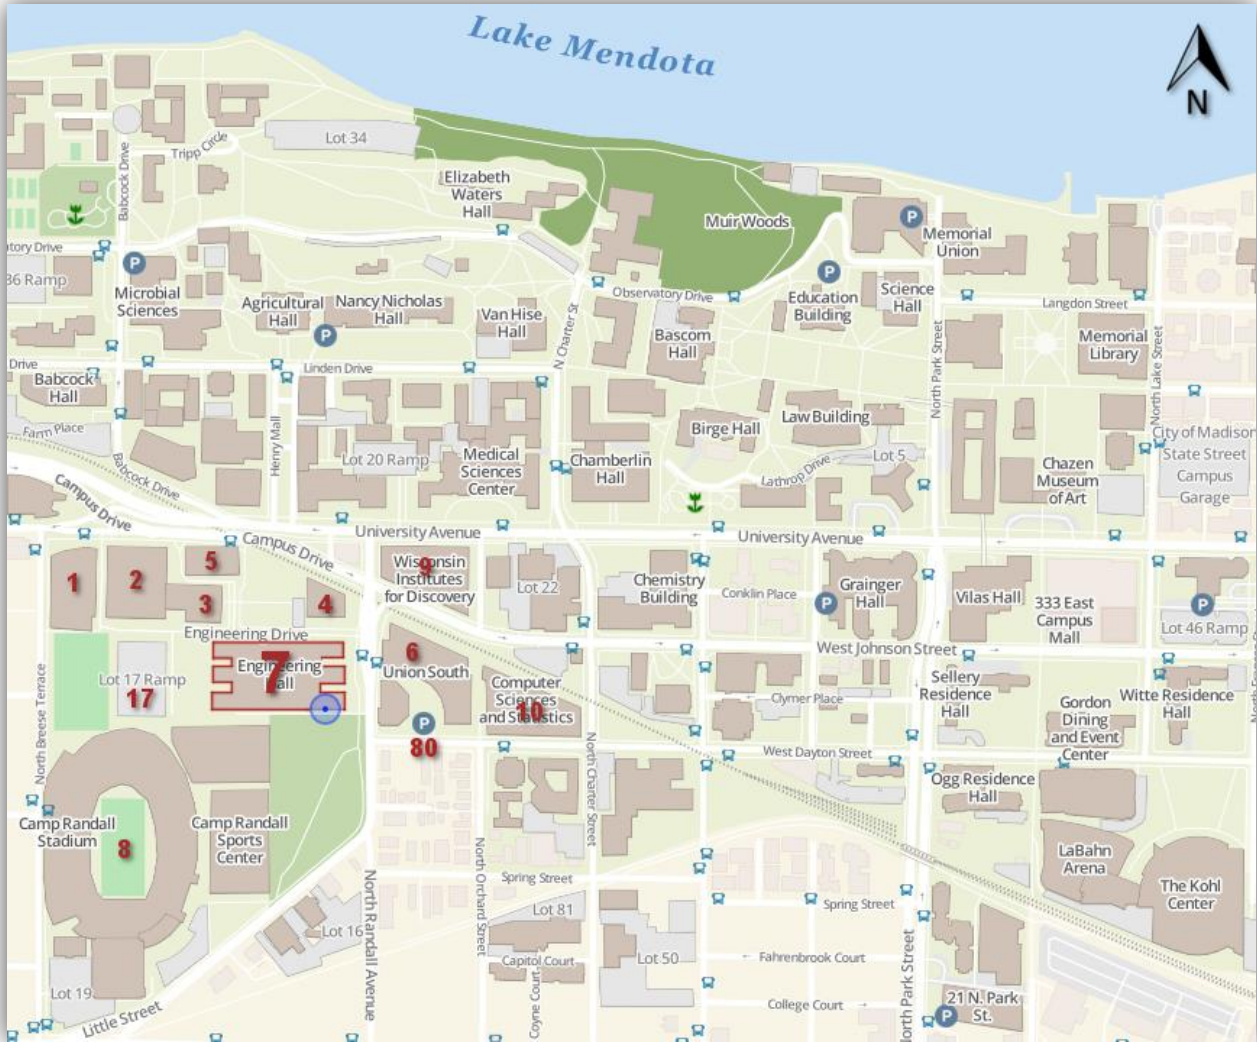 Lake Mendota
N
Lot 34
Tripp Circle
Babcock Drive
Elizabeth
Waters
Hall
Muir Woods
P
Memorial
Union
atory Drive
36 Ramp
P
Microbial
Sciences
Agricultural
Hall
Nancy Nicholas
Hall
P
Van Hise
Hall
N Charter St
Observatory Drive
P
Education
Building
Science
Hall
Langdon Street
Bascom
Hall
North Park Street
Memorial
Library
North Lake Street
Drive
Babcock
Hall
Linden Drive
Farm Place
Babcock Drive
Henry Mall
Lot 20 Ramp
Medical
Sciences
Center
Chamberlin
Hall
Birge Hall
Law Building
Lathrop Drive
Lot 5
Chazen
Museum
of Art
City of Madison
State Street
Campus
Garage
Campus Drive
Campus Drive
University Avenue
University Avenue
1
2
5
3
4
9
Wisconsin
Institutes
for Discovery
Lot 22
Chemistry
Building
Conklin Place
P
Grainger
Hall
Vilas Hall
333 East
Campus
Mall
P
Lot 46 Ramp
Engineering Drive
7
Engineering
Hall
6
Union South
West Johnson Street
North Breese Terrace
Lot 17 Ramp
17
Computer
Sciences
and Statistics
10
P
80
Clymer Place
Sellery
Residence
Hall
Gordon
Dining
and Event
Center
Witte Residence
Hall
West Dayton Street
Ogg Residence
Hall
Camp Randall
Stadium
8
Camp Randall
Sports
Center
North Charter Street
North Orchard Street
North Randall Avenue
Spring Street
Spring Street
LaBahn
Arena
The Kohl
Center
Lot 81
Lot 16
Capitol Court
Coyne Court
Lot 50
Fahrenbrook Court
North Park Street
College Court
21 N. Park
St.
P
Lot 19
Little Street